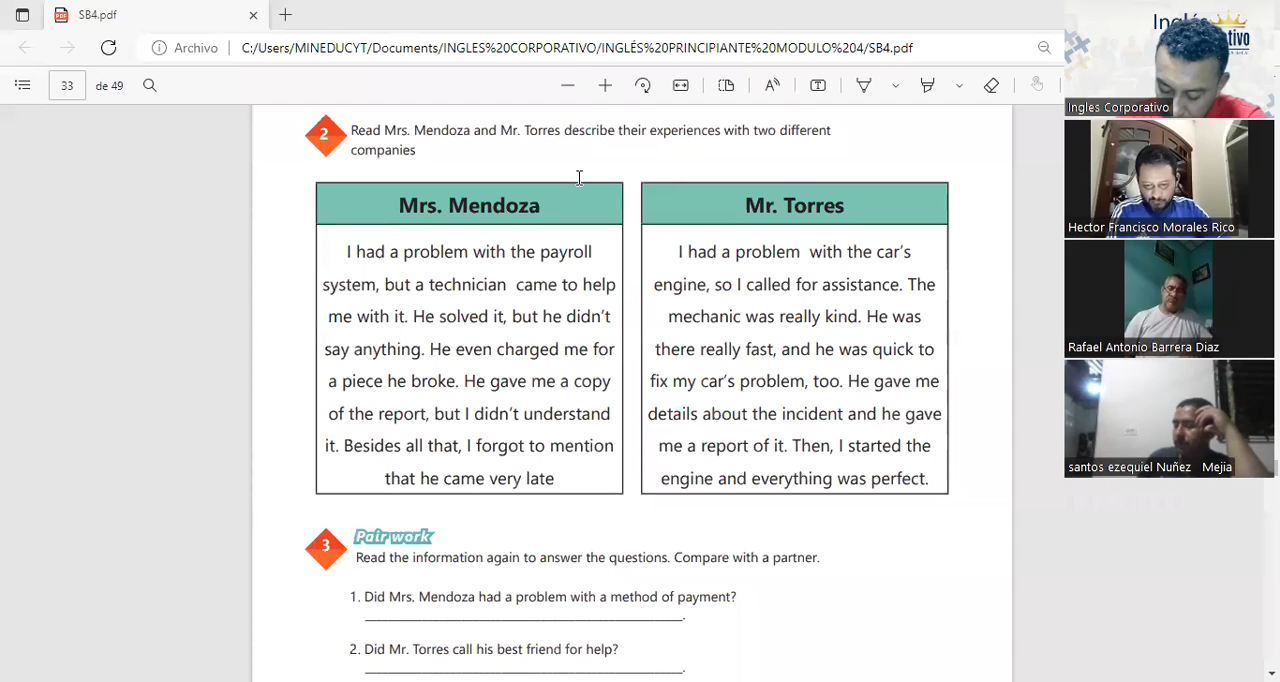 SB4.pdf
Archivo
C:/Users/MINEDUCYT/Documents/INGLES%20CORPORATIVO/INGLÉS%20PRINCIPIANTE%20MODULO%204/SB4.pdf
33 de 49
2
Read Mrs. Mendoza and Mr. Torres describe their experiences with two different
companies
Mrs. Mendoza
I had a problem with the payroll
system, but a technician came to help
me with it. He solved it, but he didn't
say anything. He even charged me for
a piece he broke. He gave me a copy
of the report, but I didn't understand
it. Besides all that, I forgot to mention
that he came very late
Mr. Torres
I had a problem with the car's
engine, so I called for assistance. The
mechanic was really kind. He was
there really fast, and he was quick to
fix my car's problem, too. He gave me
details about the incident and he gave
me a report of it. Then, I started the
engine and everything was perfect.
3
Pair work
Read the information again to answer the questions. Compare with a partner.
1. Did Mrs. Mendoza had a problem with a method of payment?
2. Did Mr. Torres call his best friend for help?
Ingles Corporativo
Hector Francisco Morales Rico
Rafael Antonio Barrera Diaz
santos ezequiel Nuñez Mejia